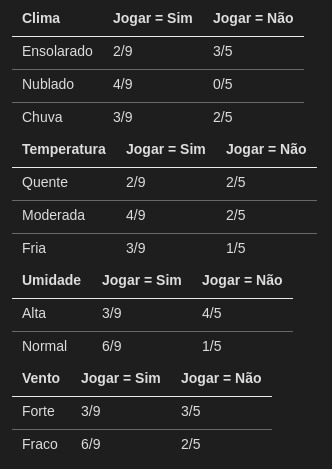 Clima Jogar = Sim Jogar = Não
Ensolarado 2/9 3/5
Nublado 4/9 0/5
Chuva 3/9 2/5
Temperatura Jogar = Sim Jogar = Não
Quente 2/9 2/5
Moderada 4/9 2/5
Fria 3/9 1/5
Umidade Jogar = Sim Jogar = Não
Alta 3/9 4/5
Normal 6/9 1/5
Vento Jogar = Sim Jogar = Não
Forte 3/9 3/5
Fraco 6/9 2/5